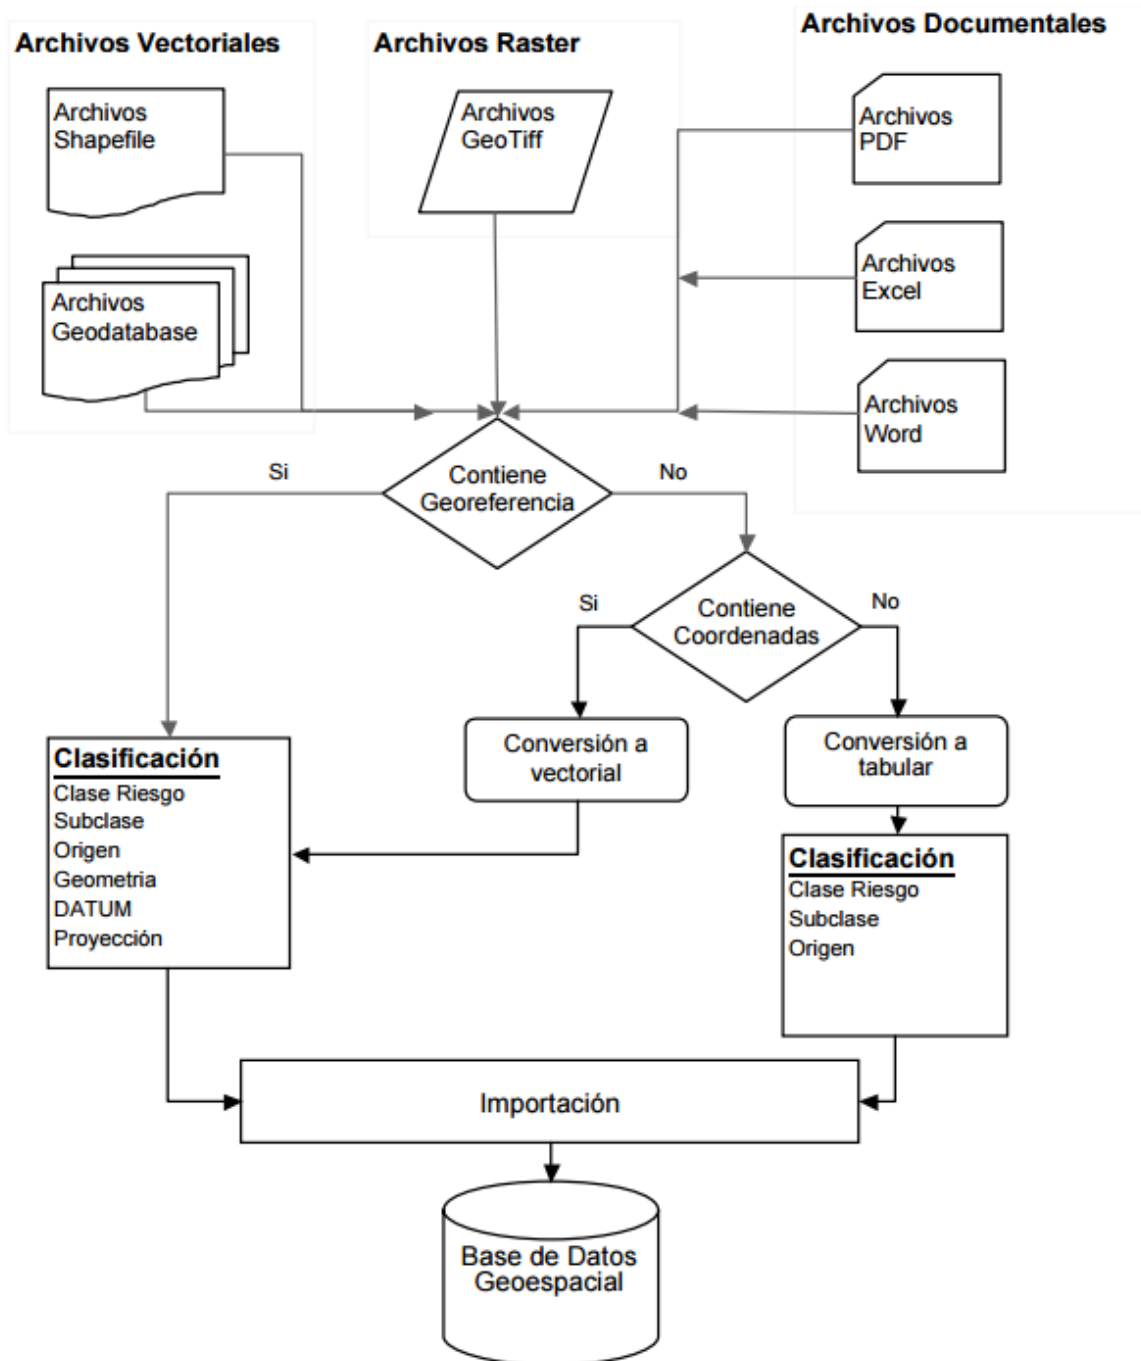 Archivos Vectoriales
Archivos Raster
Archivos Documentales
Archivos
Shapefile
Archivos
GeoTiff
Archivos
PDF
Archivos
Excel
Archivos
Geodatabase
Archivos
Word
Si
Contiene
Georeferencia
No
Si
Contiene
Coordenadas
No
Clasificación
Clase Riesgo
Subclase
Origen
Geometria
DATUM
Proyección
Conversión a
vectorial
Conversión a
tabular
Clasificación
Clase Riesgo
Subclase
Origen
Importación
Base de Datos
Geoespacial